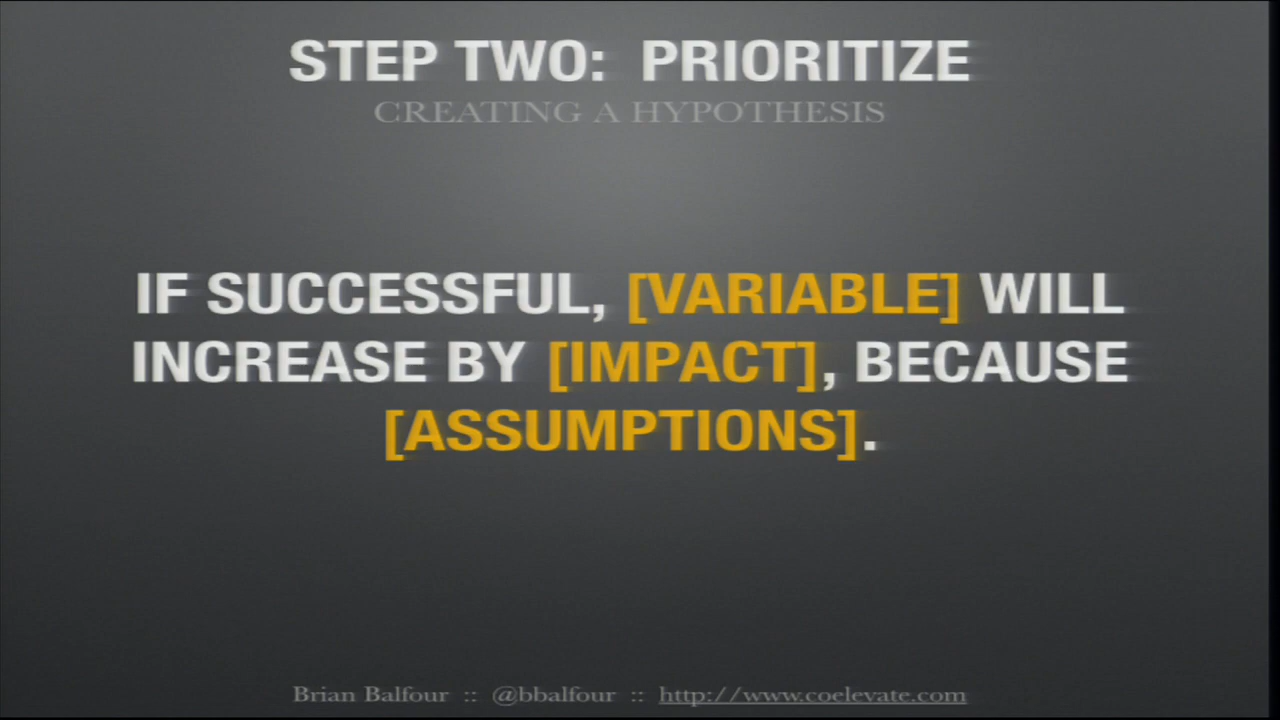 STEP TWO: PRIORITIZE
CREATING A HYPOTHESIS
IF SUCCESSFUL, [VARIABLE] WILL
INCREASE BY [IMPACT], BECAUSE
[ASSUMPTIONS].
Brian Balfour :: @bbalfour :: http://www.coelevate.com